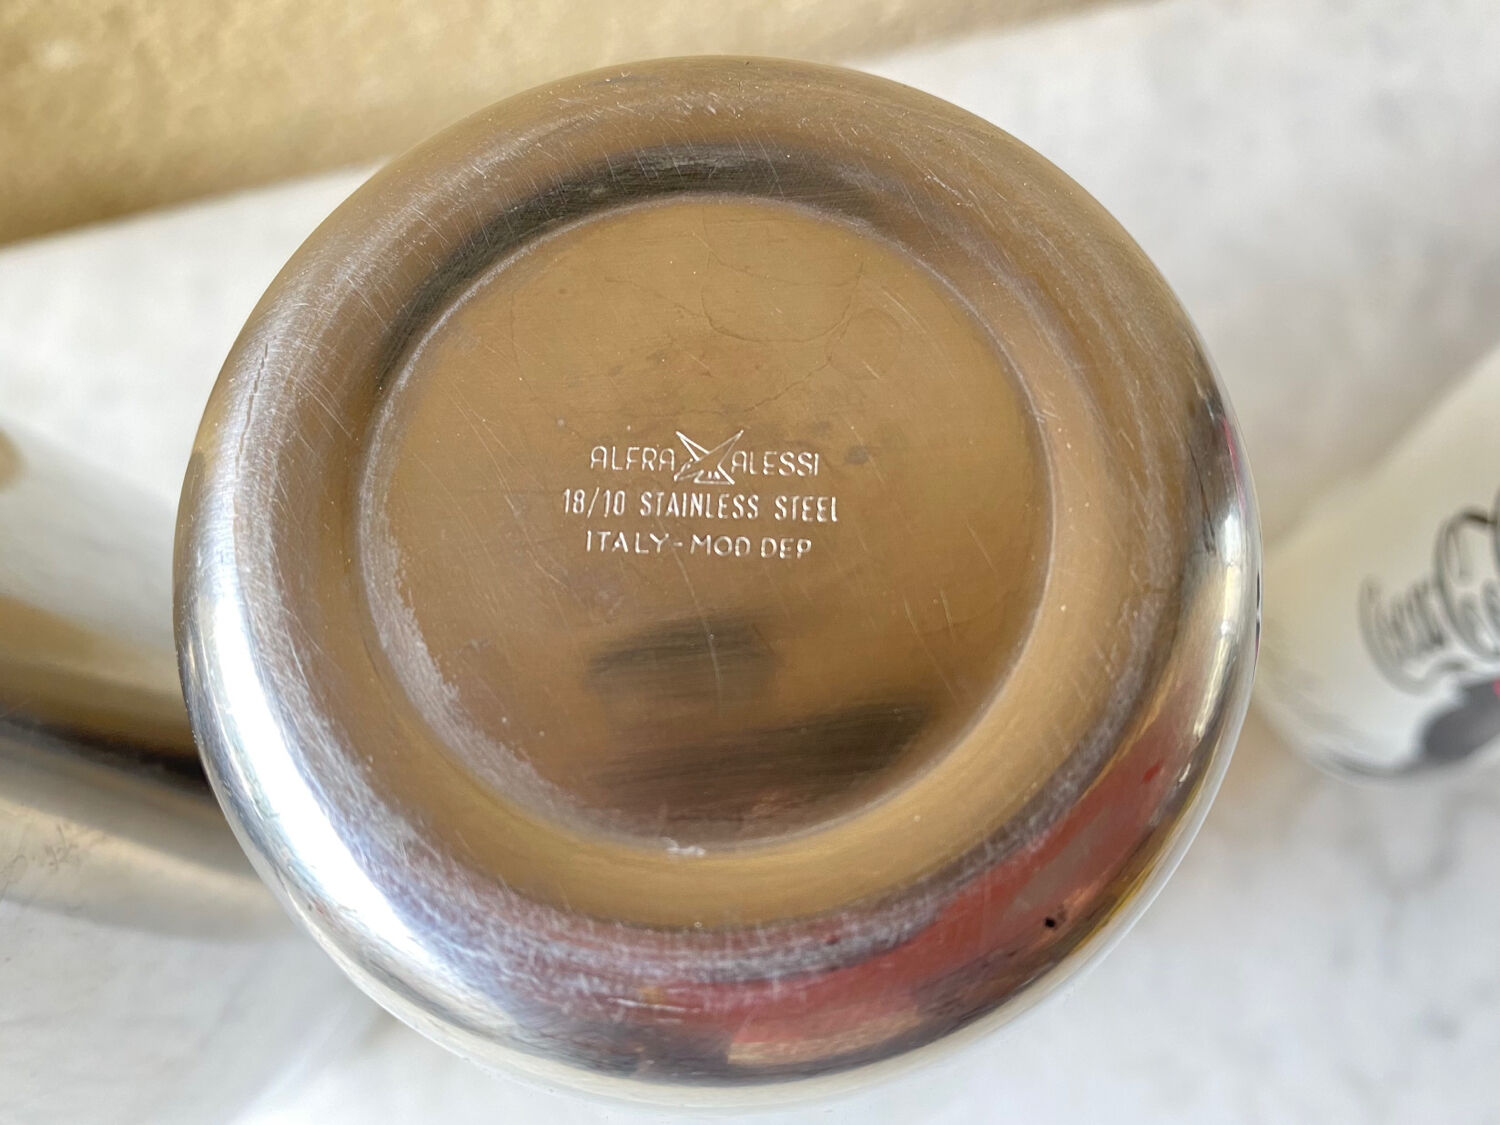 ALFRA ALESSI
18/10 STAINLESS STEEL
ITALY-MOD DEP